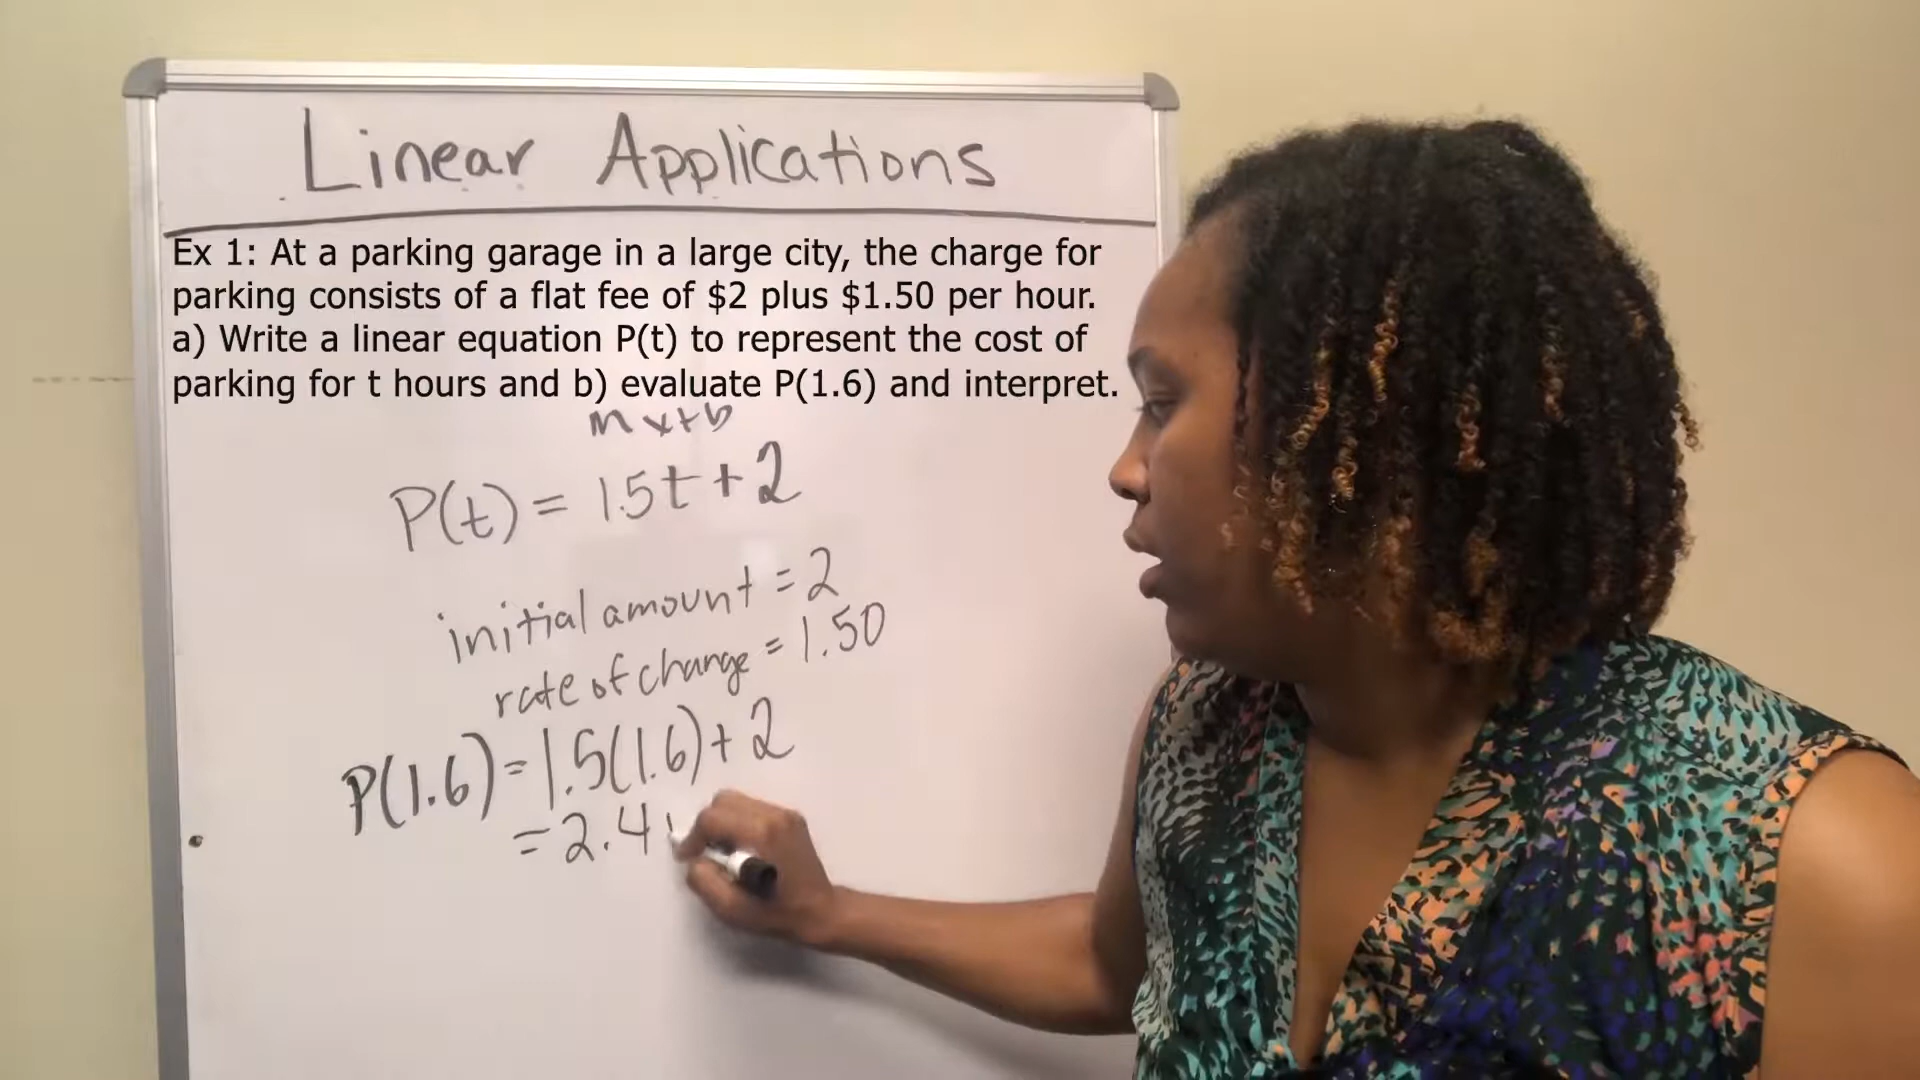 Linear Applications
Ex 1: At a parking garage in a large city, the charge for
parking consists of a flat fee of $2 plus $1.50 per hour.
a) Write a linear equation P(t) to represent the cost of
parking for t hours and b) evaluate P(1.6) and interpret.
mx+b
P(t) = 1.5t+2
initial amount = 2
rate of change = 1.50
P(1.6) = 1.5(1.6)+2
= 2.4